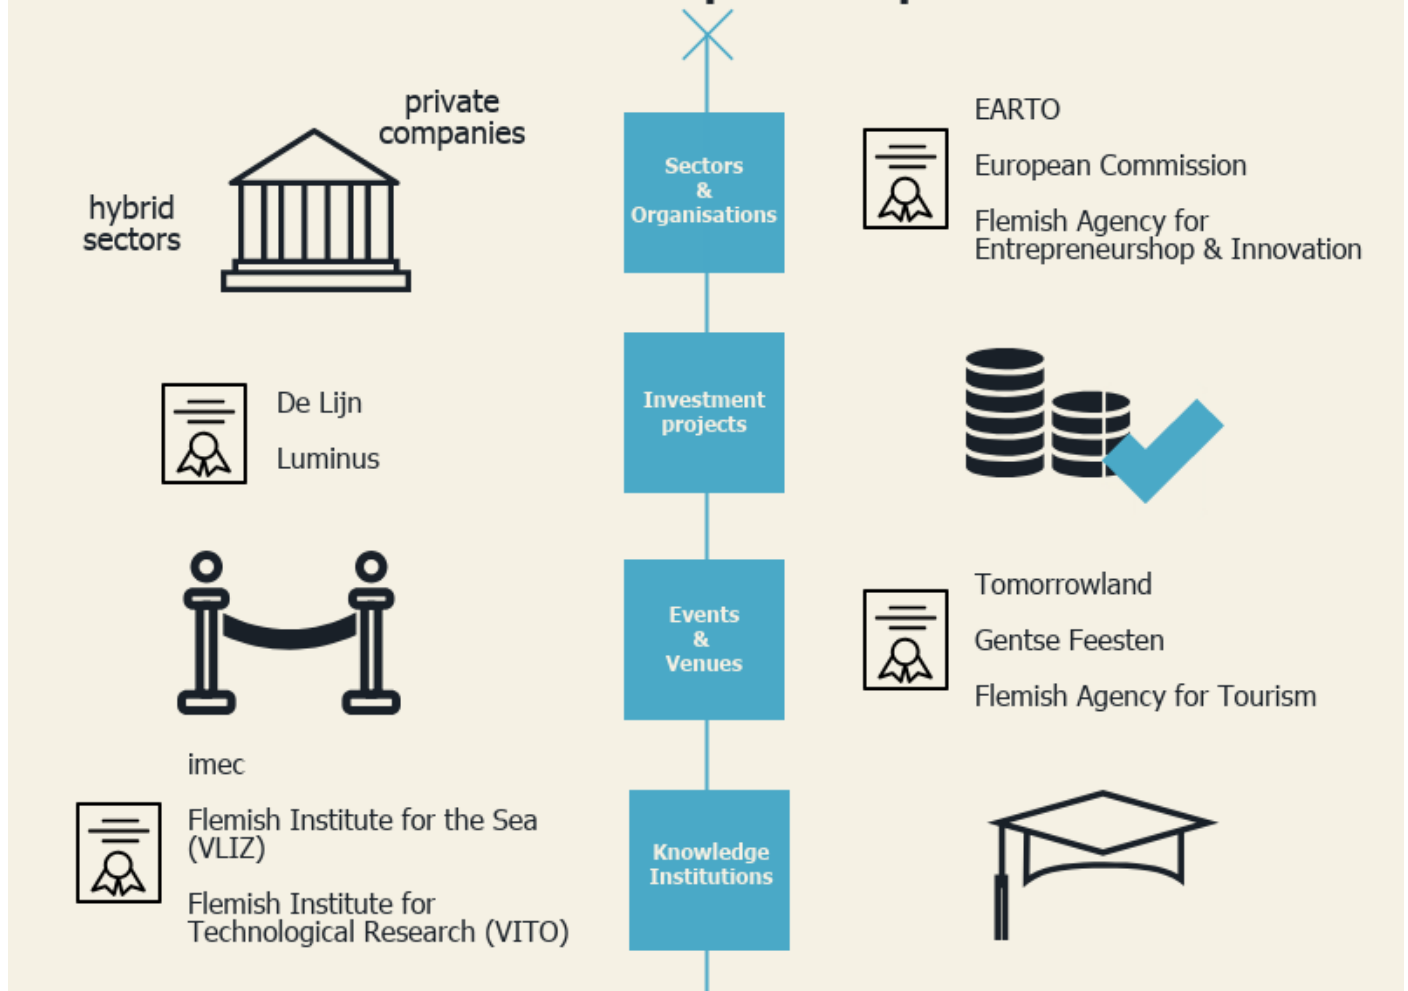 private
companies
hybrid
sectors
Sectors
&
Organisations
EARTO
European Commission
Flemish Agency for
Entrepreneurshop & Innovation
De Lijn
Luminus
Investment
projects
Events
&
Venues
Tomorrowland
Gentse Feesten
Flemish Agency for Tourism
imec
Flemish Institute for the Sea
(VLIZ)
Flemish Institute for
Technological Research (VITO)
Knowledge
Institutions